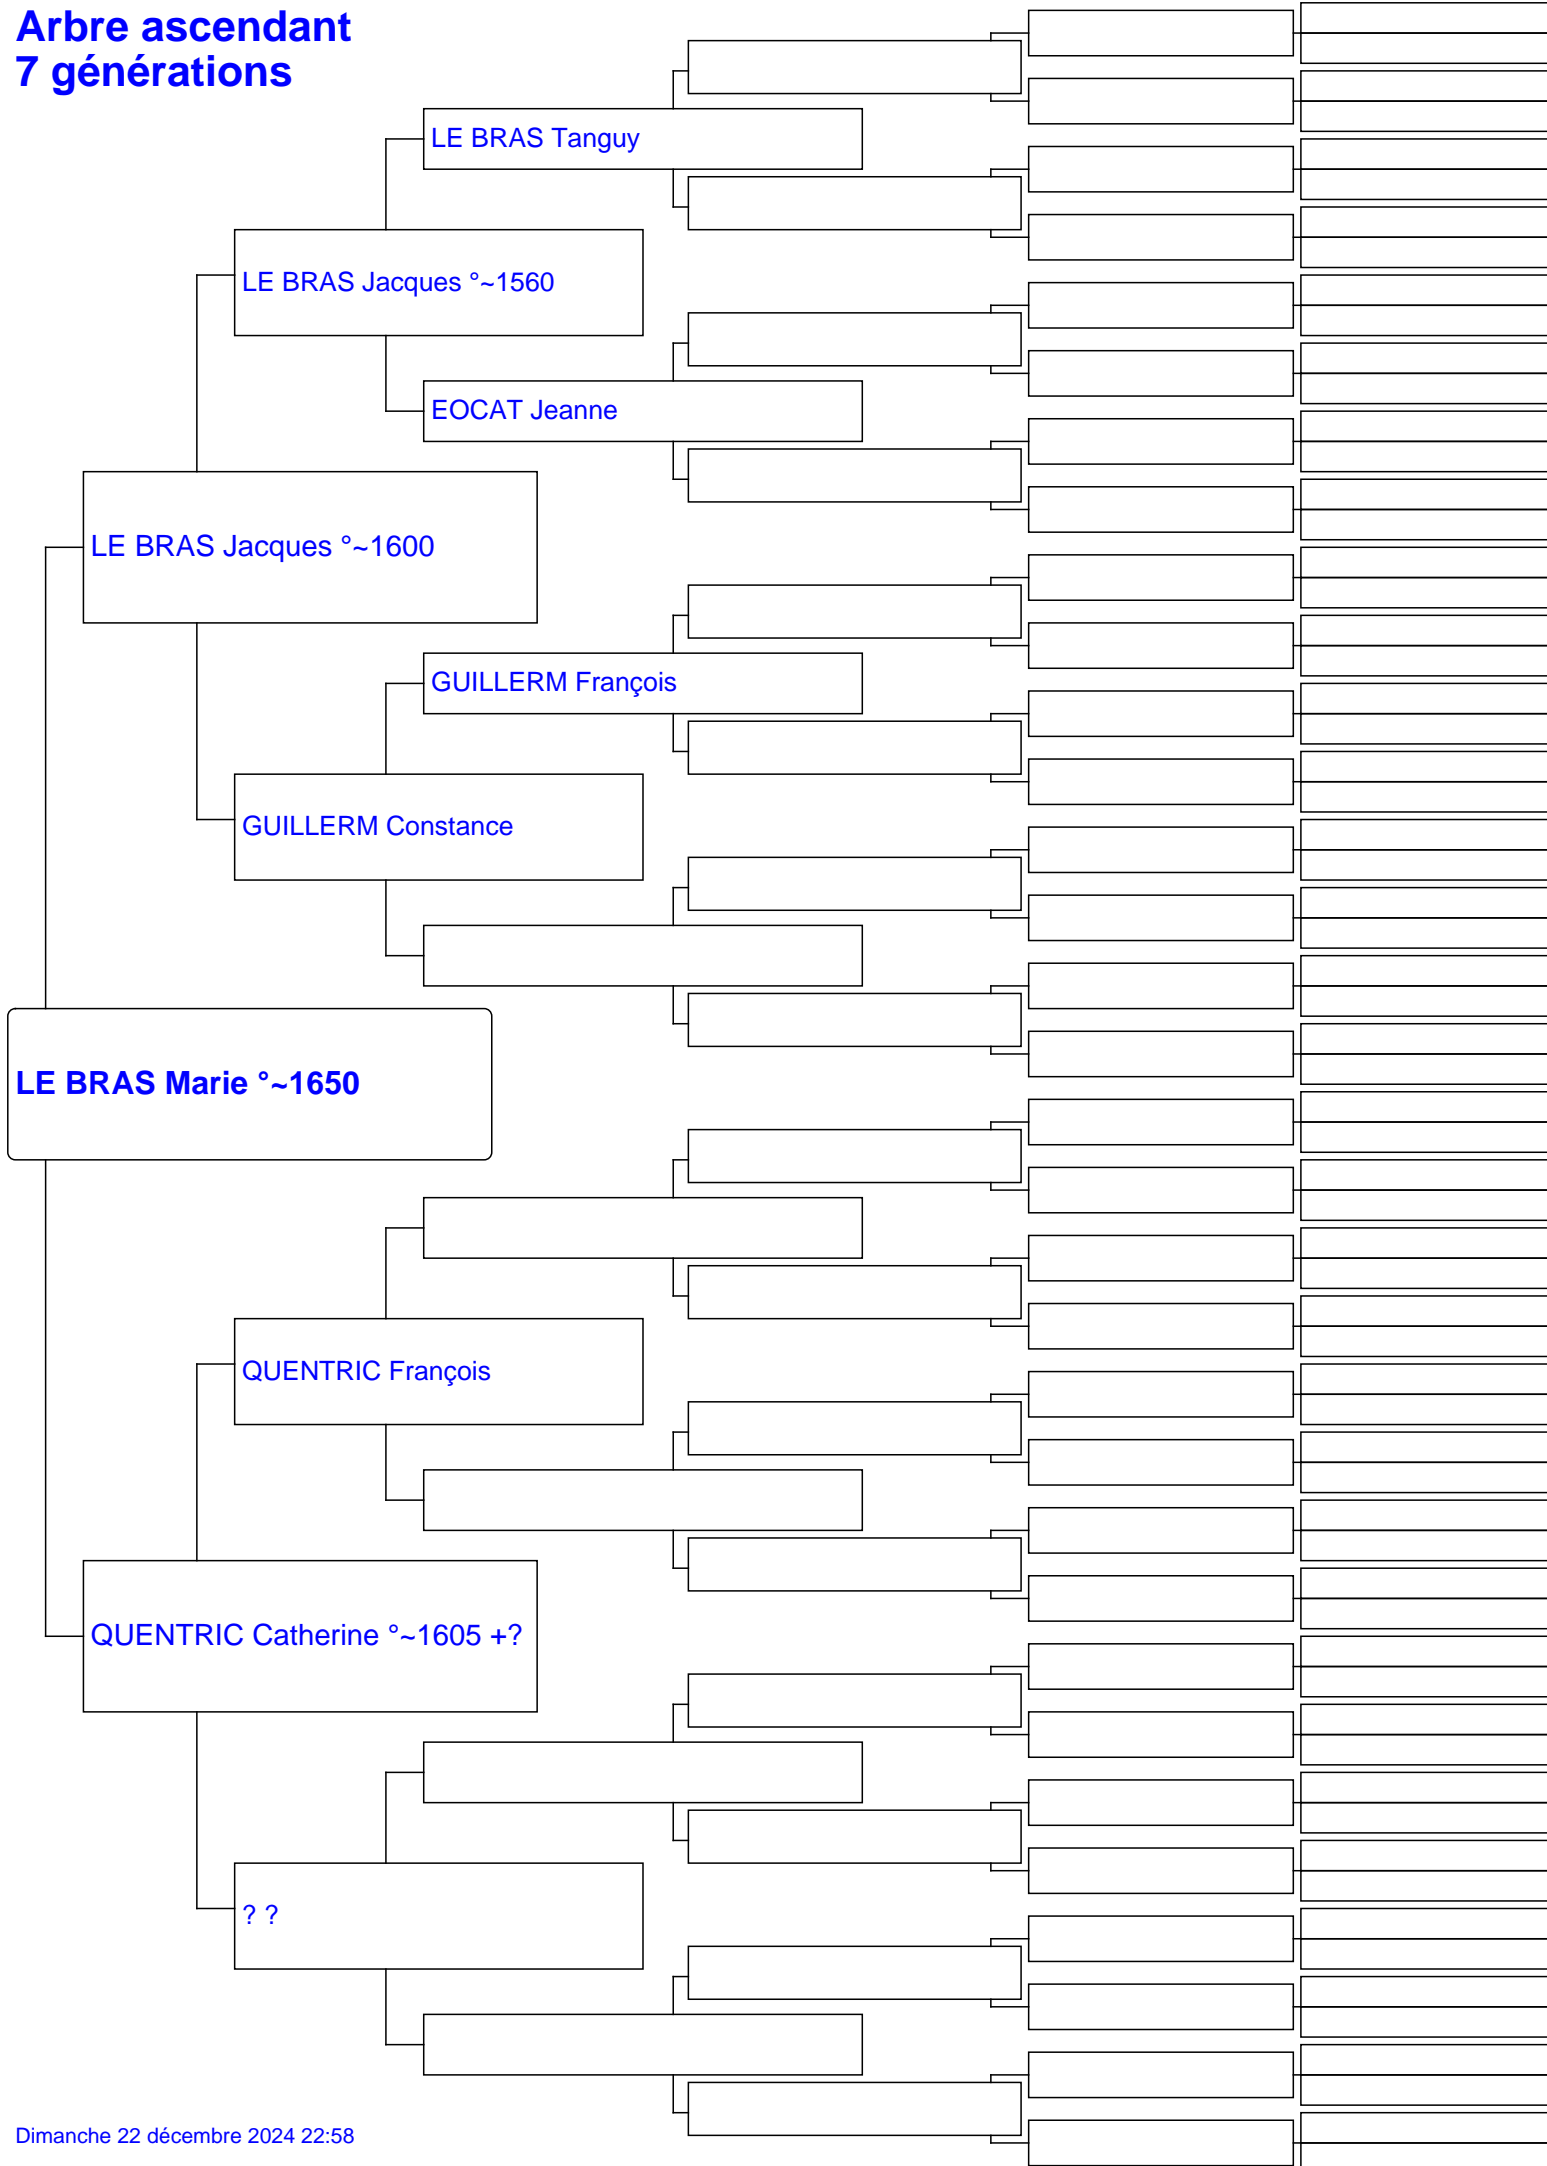 Arbre ascendant
7 générations
LE BRAS Tanguy
LE BRAS Jacques °~1560
EOCAT Jeanne
LE BRAS Jacques °~1600
GUILLERM François
GUILLERM Constance
LE BRAS Marie °~1650
QUENTRIC François
QUENTRIC Catherine °~1605 +?
? ?
Dimanche 22 décembre 2024 22:58